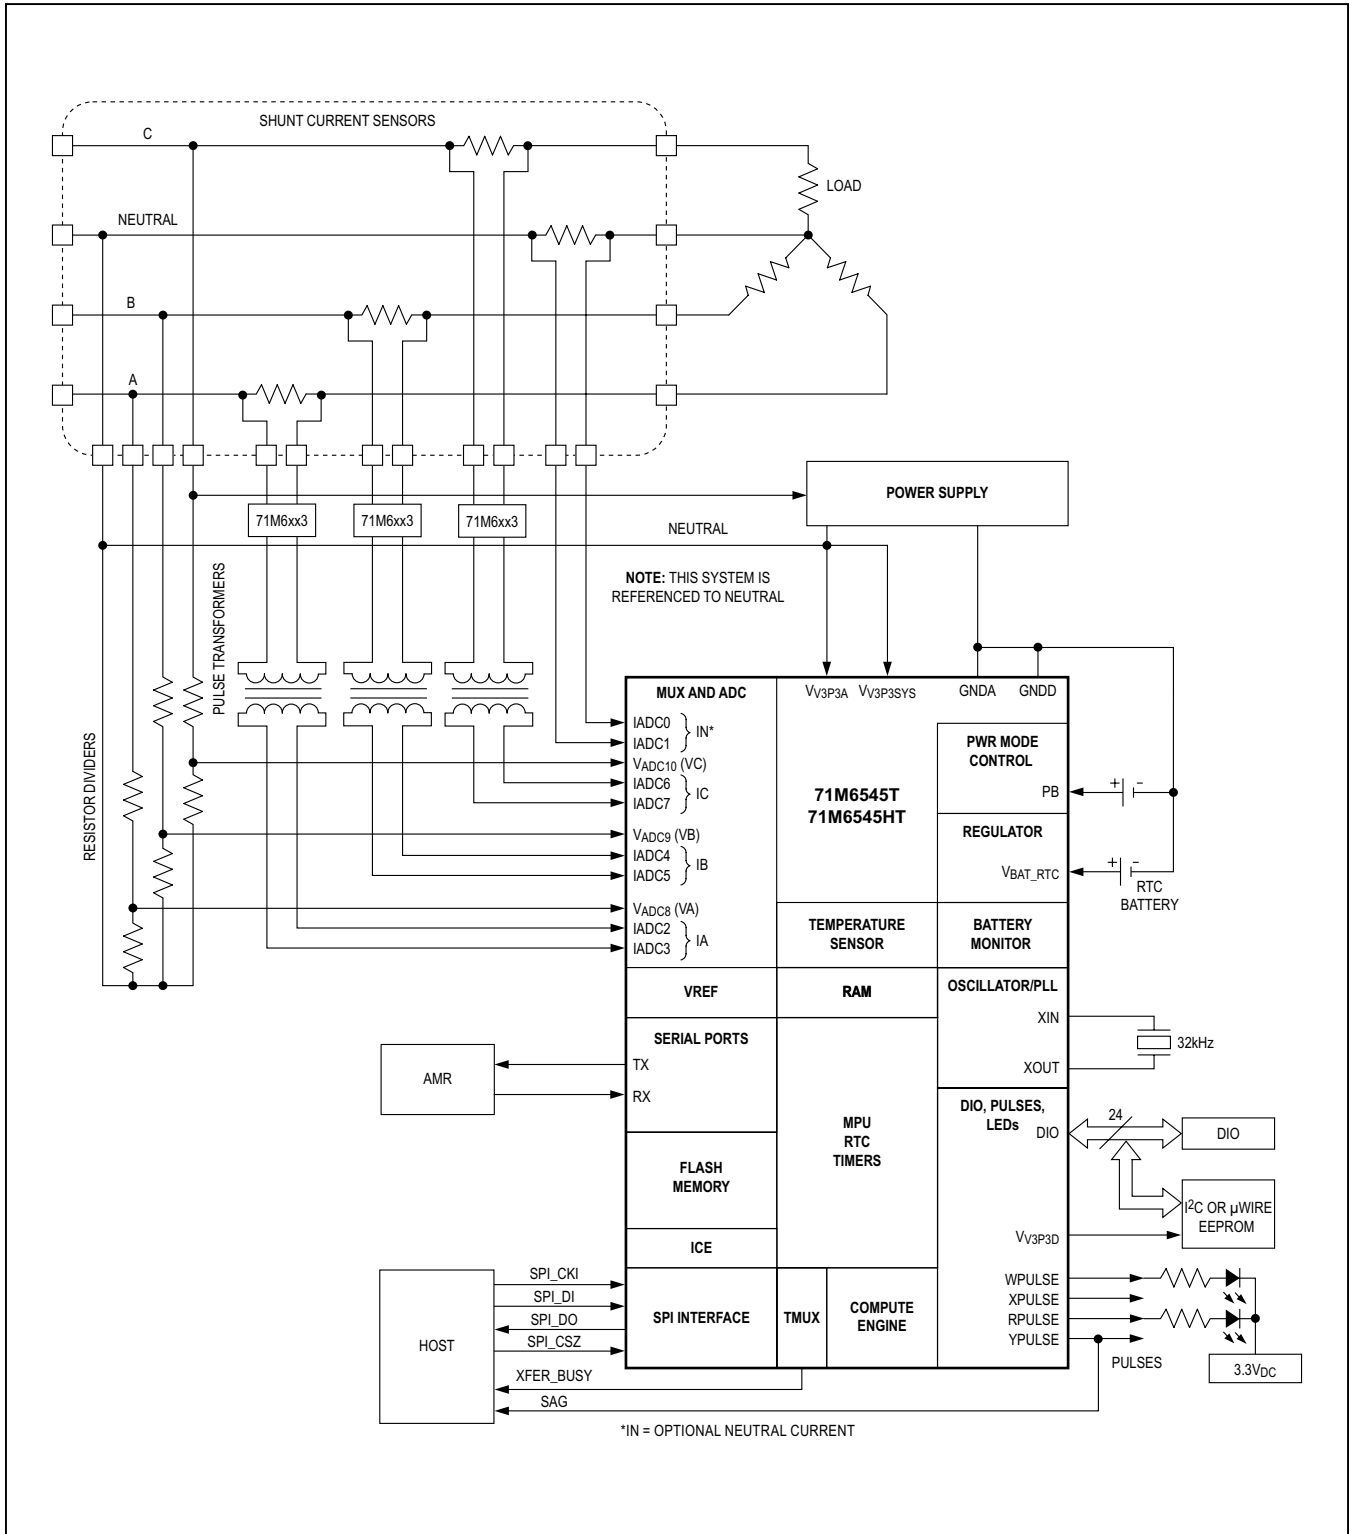 SHUNT CURRENT SENSORS
C
NEUTRAL
B
A
LOAD
POWER SUPPLY
71M6xx3
71M6xx3
71M6xx3
NEUTRAL
NOTE: THIS SYSTEM IS
REFERENCED TO NEUTRAL
PULSE TRANSFORMERS
RESISTOR DIVIDERS
MUX AND ADC
VV3P3A
VV3P3SYS
GNDA
GNDD
IADC0
IADC1
IN*
VADC10 (VC)
IADC6
IADC7
IC
VADC9 (VB)
IADC4
IADC5
IB
VADC8 (VA)
IADC2
IADC3
IA
71M6545T
71M6545HT
PWR MODE
CONTROL
PB
+ -
REGULATOR
VBAT_RTC
+ -
RTC
BATTERY
TEMPERATURE
SENSOR
BATTERY
MONITOR
VREF
RAM
OSCILLATOR/PLL
XIN
XOUT
32kHz
SERIAL PORTS
TX
RX
AMR
MPU
RTC
TIMERS
DIO, PULSES,
LEDs
DIO
24
DIO
I2C OR µWIRE
EEPROM
VV3P3D
FLASH
MEMORY
ICE
HOST
SPI_CKI
SPI_DI
SPI_DO
SPI_CSZ
XFER_BUSY
SAG
SPI INTERFACE
TMUX
COMPUTE
ENGINE
WPULSE
XPULSE
RPULSE
YPULSE
PULSES
3.3VDC
*IN = OPTIONAL NEUTRAL CURRENT